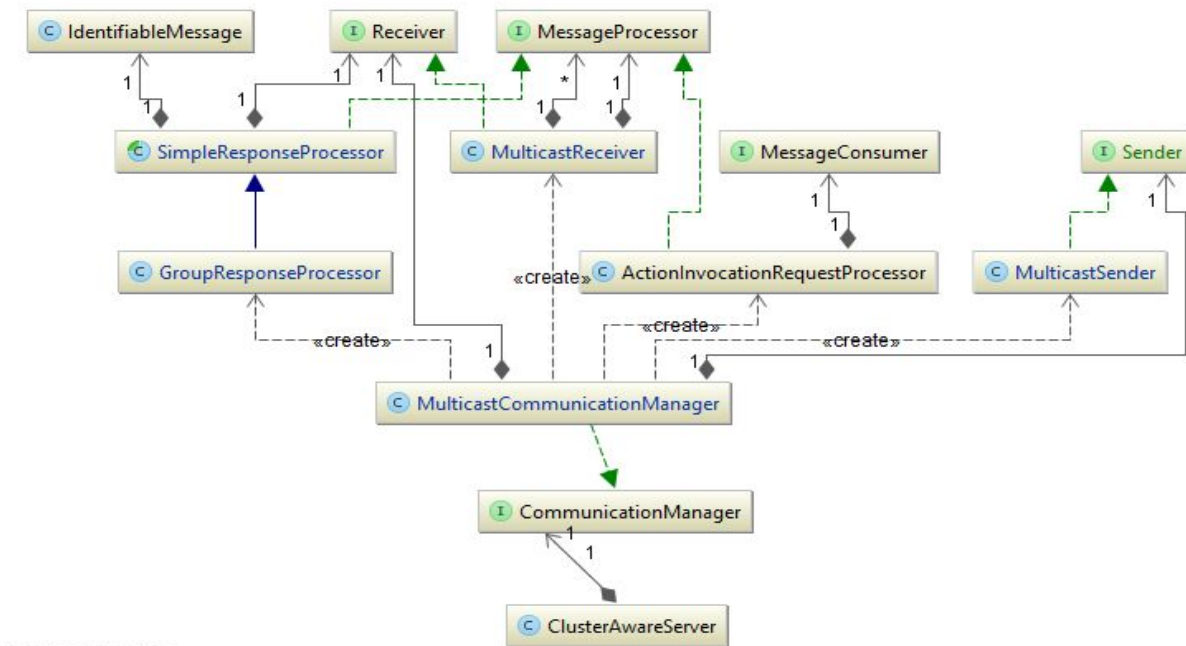 C IdentifiableMessage
I Receiver
I MessageProcessor
1
1
1
*
1
1
1
1
1
C SimpleResponseProcessor
C MulticastReceiver
I MessageConsumer
I Sender
1
1
1
C GroupResponseProcessor
«create»
C ActionInvocationRequestProcessor
C MulticastSender
«create»
«create»
«create»
1
1
C MulticastCommunicationManager
I CommunicationManager
1
1
C ClusterAwareServer